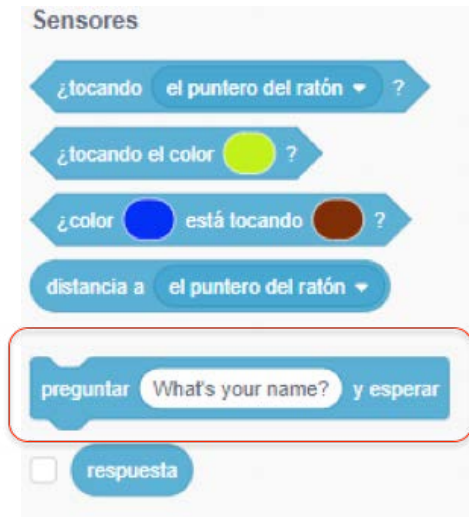 Sensores
¿tocando el puntero del ratón ?
¿tocando el color ?
¿color está tocando ?
distancia a el puntero del ratón
preguntar What's your name? y esperar
respuesta